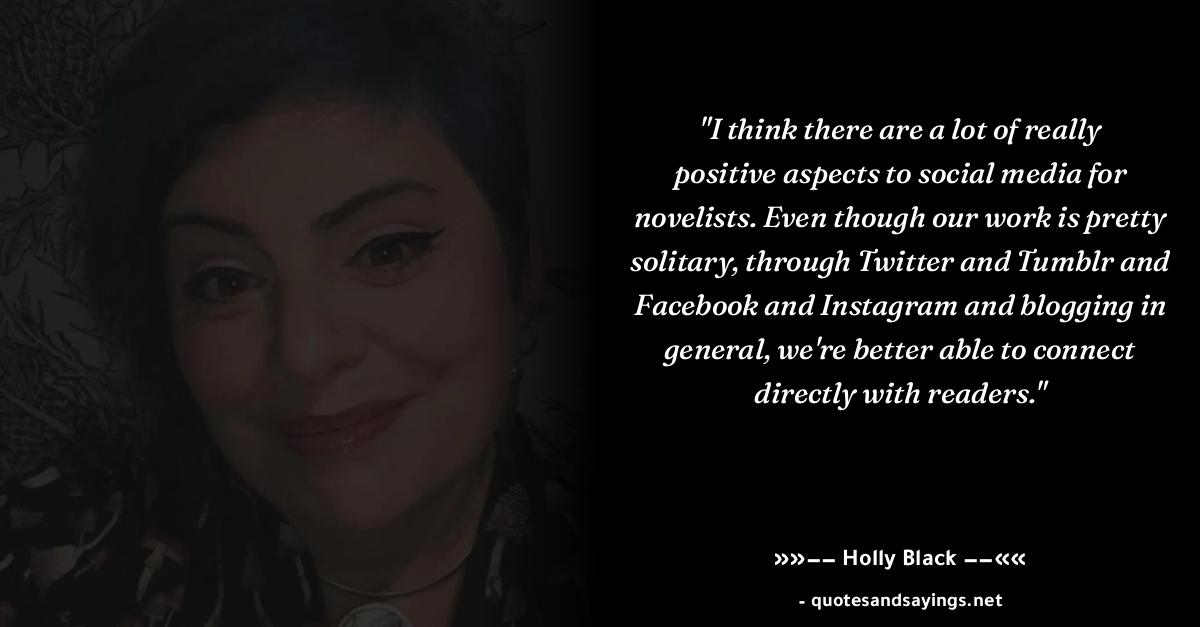 "I think there are a lot of really
positive aspects to social media for
novelists. Even though our work is pretty
solitary, through Twitter and Tumblr and
Facebook and Instagram and blogging in
general, we're better able to connect
directly with readers."
»»−− Holly Black −−««
- quotesandsayings.net